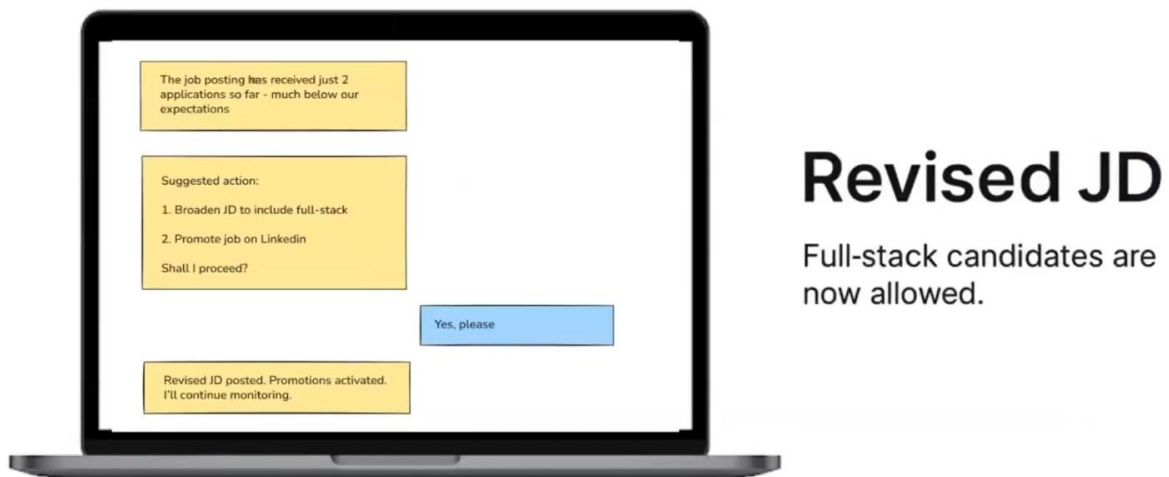 The job posting has received just 2
applications so far - much below our
expectations
Suggested action:
1. Broaden JD to include full-stack
2. Promote job on Linkedin
Shall I proceed?
Yes, please
Revised JD posted. Promotions activated.
I'll continue monitoring.
Revised JD
Full-stack candidates are
now allowed.